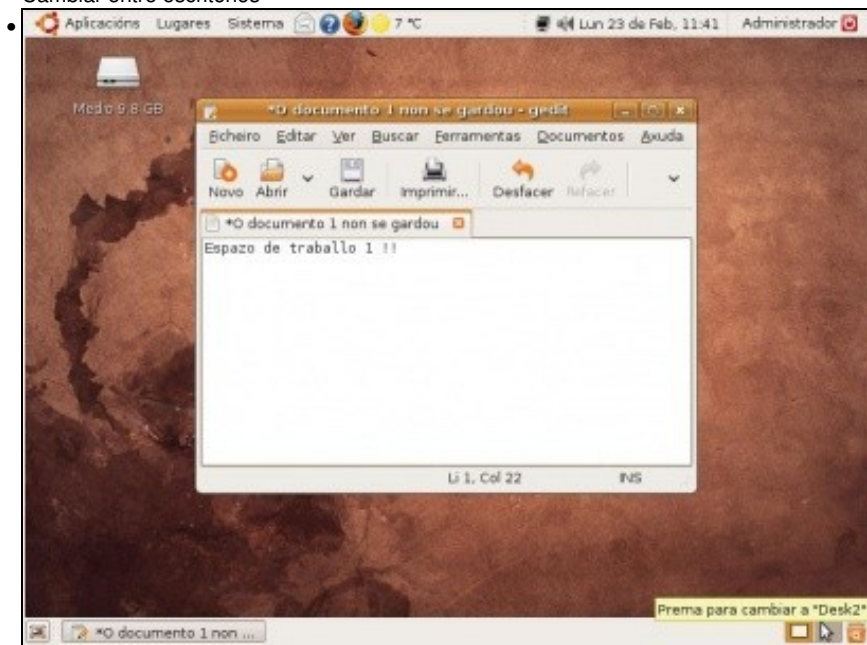 Cambiar entre escritorios
Aplicacións Lugares Sistema 7 °C Lun 23 de Feb, 11:41 Administrador
Medio 9.8 GB
*O documento 1 non se gardou - gedit
Ficheiro Editar Ver Buscar Ferramentas Documentos Axuda
Novo Abrir Gardar Imprimir... Desfacer Refacer
*O documento 1 non se gardou
Espazo de traballo 1 !!
Li 1, Col 22 INS
Prema para cambiar a "Desk2"
*O documento 1 non ...